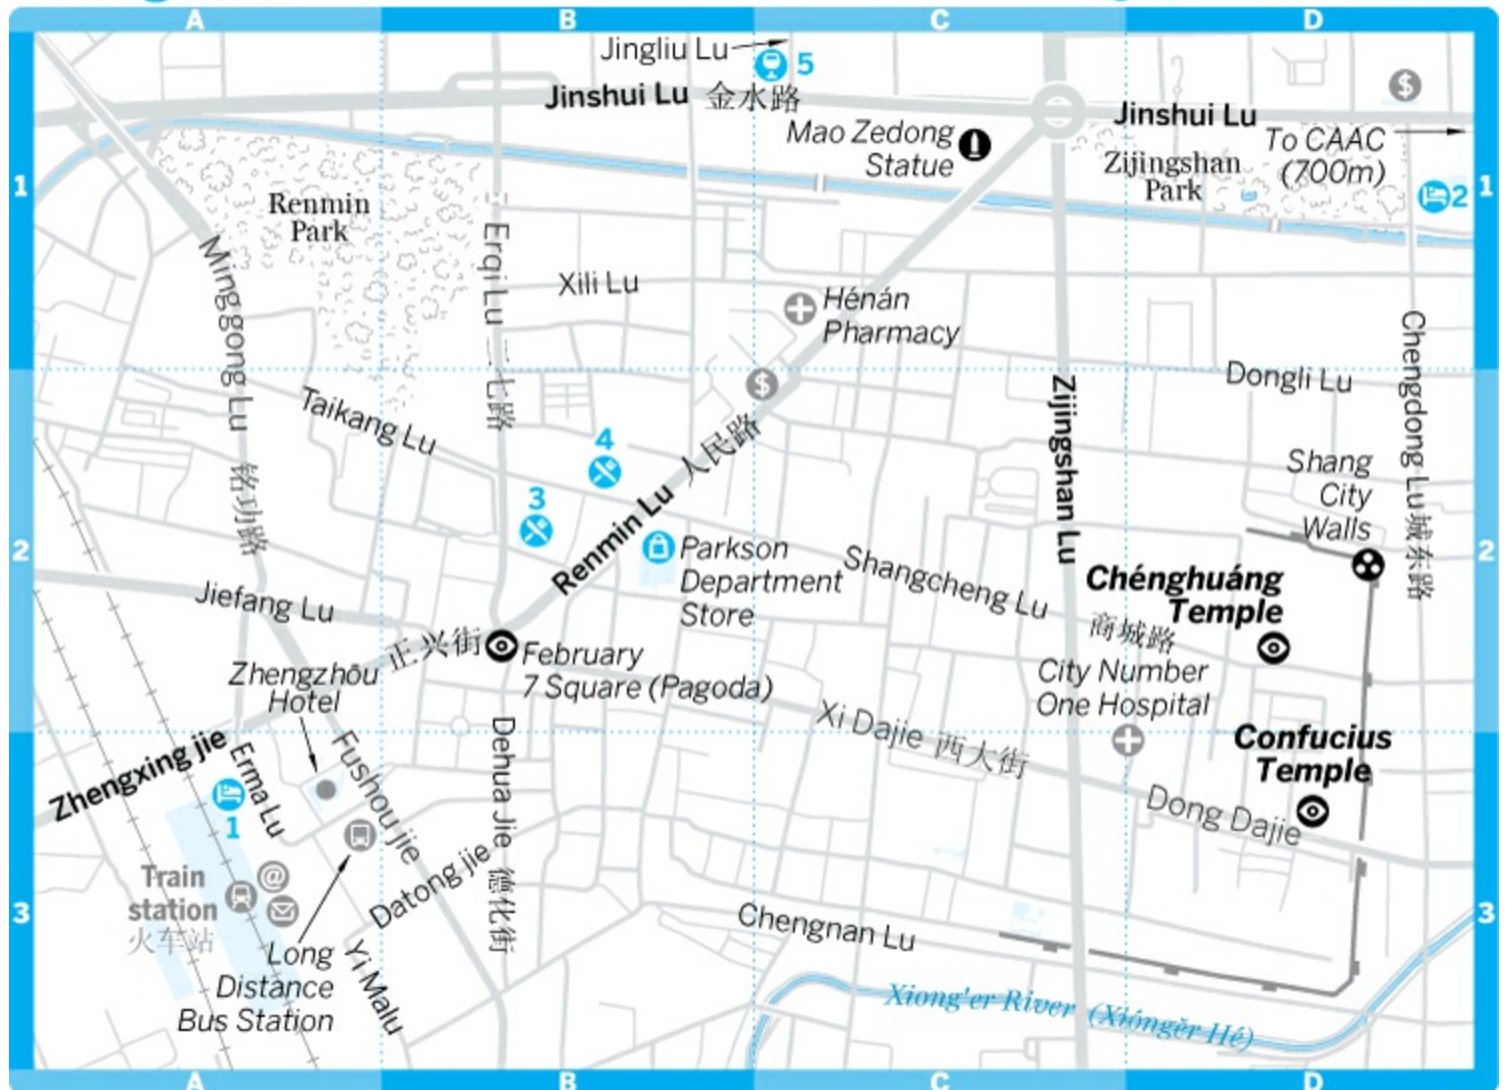 A
B
C
D
Jingliu Lu
5
Jinshui Lu 金水路
$
Jinshui Lu
Mao Zedong
Statue
To CAAC
(700m)
Zijingshan
Park
1
1
2
Renmin
Park
Minggong Lu 铭功路
Erqi Lu 二七路
Xili Lu
Hénán
Pharmacy
$
Taikang Lu
Dongli Lu
Zijingshan Lu
Chengdong Lu 城东路
4
3
Renmin Lu 人民路
Shang
City
Walls
2
2
Parkson
Department
Store
Shangcheng Lu
商城路
Chénghuáng
Temple
Jiefang Lu
正兴街
February
7 Square (Pagoda)
Zhengzhōu
Hotel
City Number
One Hospital
Xi Dajie 西大街
Confucius
Temple
Zhengxing jie
Erma Lu
1
Fushou jie
Dehua Jie 德化街
Dong Dajie
Datong jie
Train
station
火车站
@
3
3
Long
Distance
Bus Station
Yi Malu
Chengnan Lu
Xiong'er River (Xióngěr Hé)
A
B
C
D